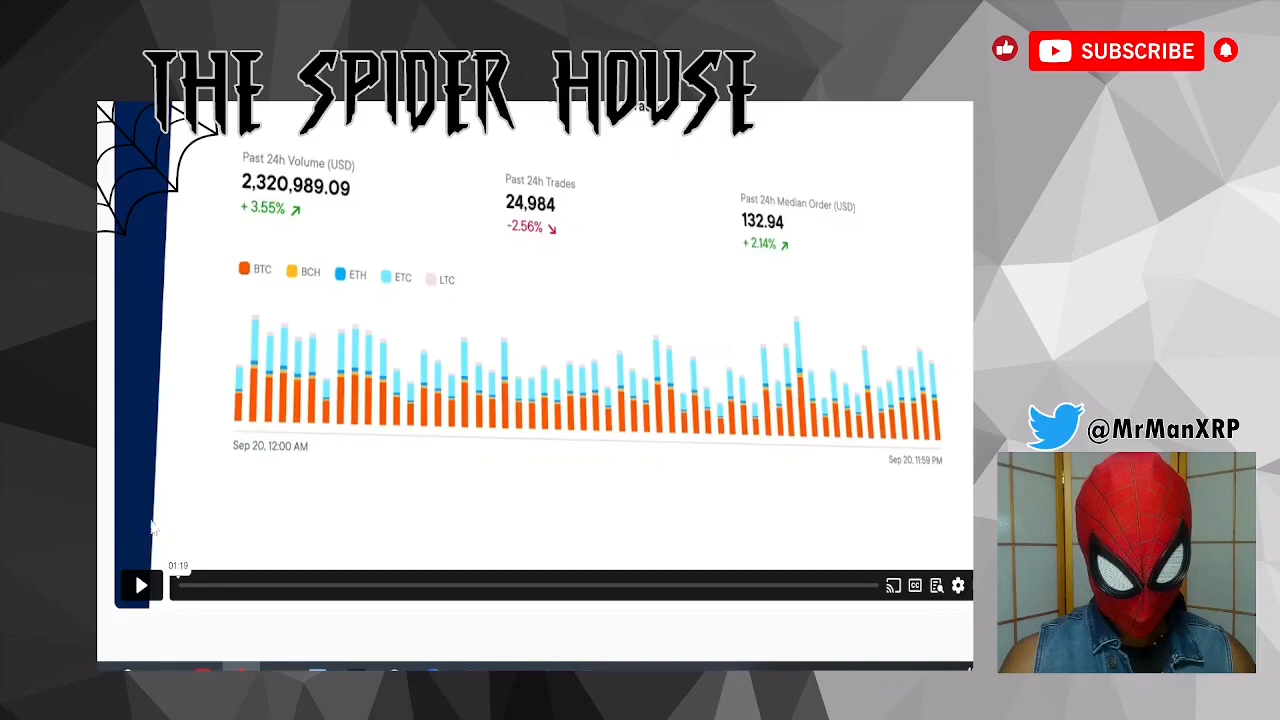 THE SPIDER HOUSE
SUBSCRIBE
Past 24h Volume (USD)
2,320,989.09
+ 3.55%
Past 24h Trades
24,984
-2.56%
Past 24h Median Order (USD)
132.94
+ 2.14%
BTC BCH ETH ETC LTC
Sep 20, 12:00 AM
Sep 20, 11:59 PM
@MrManXRP
01:19
CC